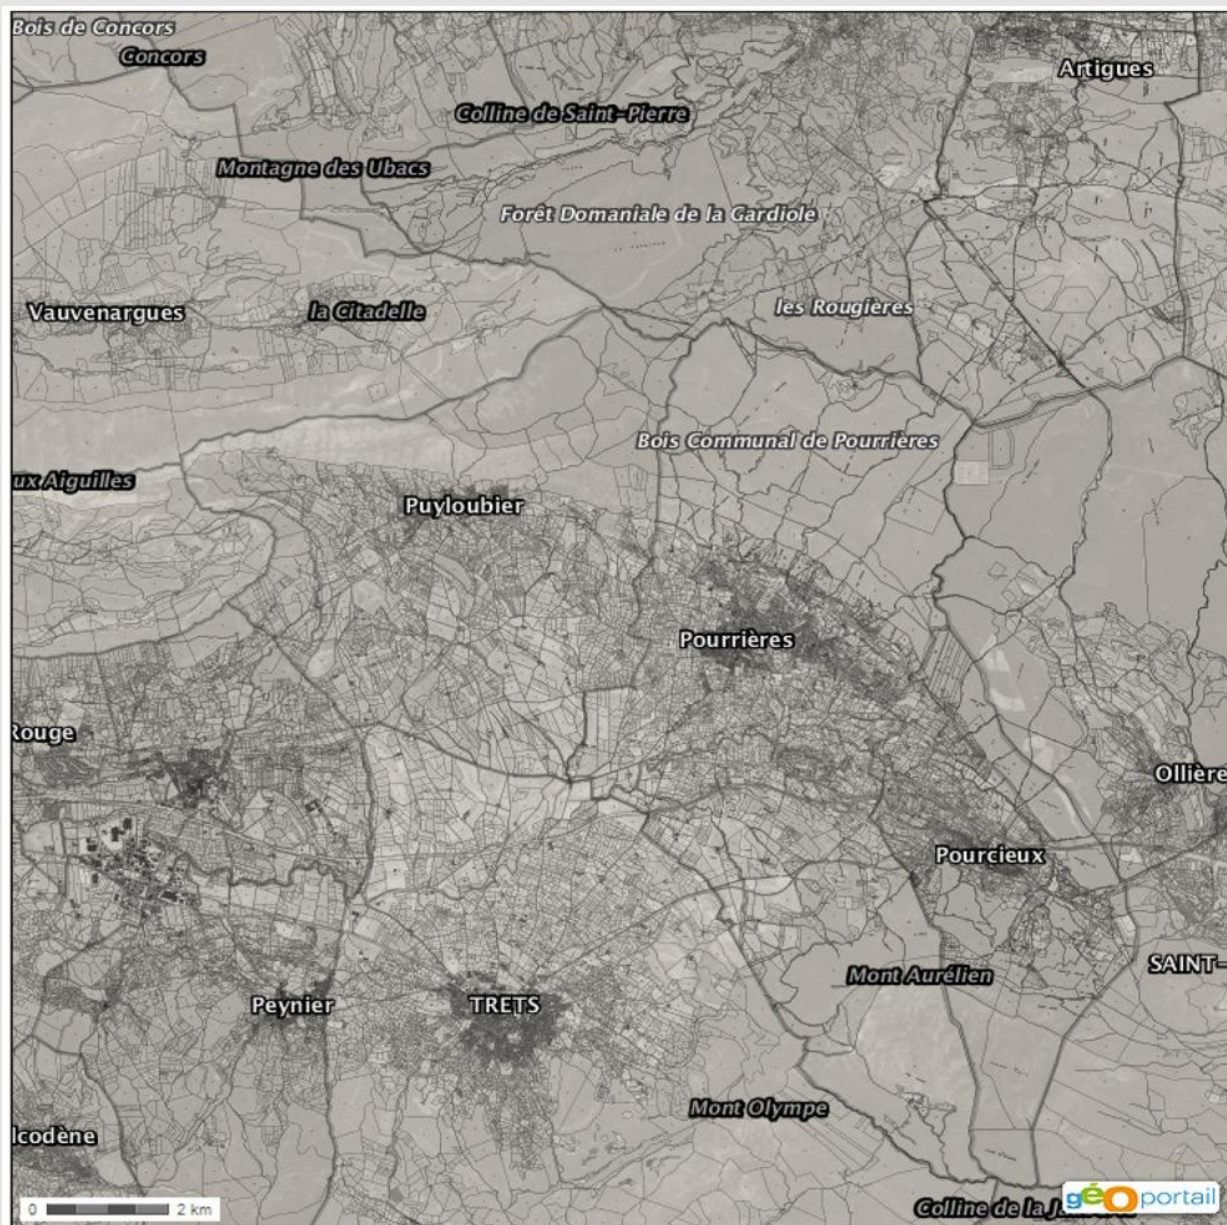 Bois de Concors
Concors
Artigues
Colline de Saint-Pierre
Montagne des Ubacs
Forêt Domaniale de la Gardiole
Vauvenargues
la Citadelle
les Rougières
Bois Communal de Pourrières
ux Aiguilles
Puyloubier
Pourrières
Rouge
Ollière
Pourcieux
SAINT-
Mont Aurélien
Peynier
TRETS
Mont Olympe
lcodène
0 2 km
géoportail
Colline de la